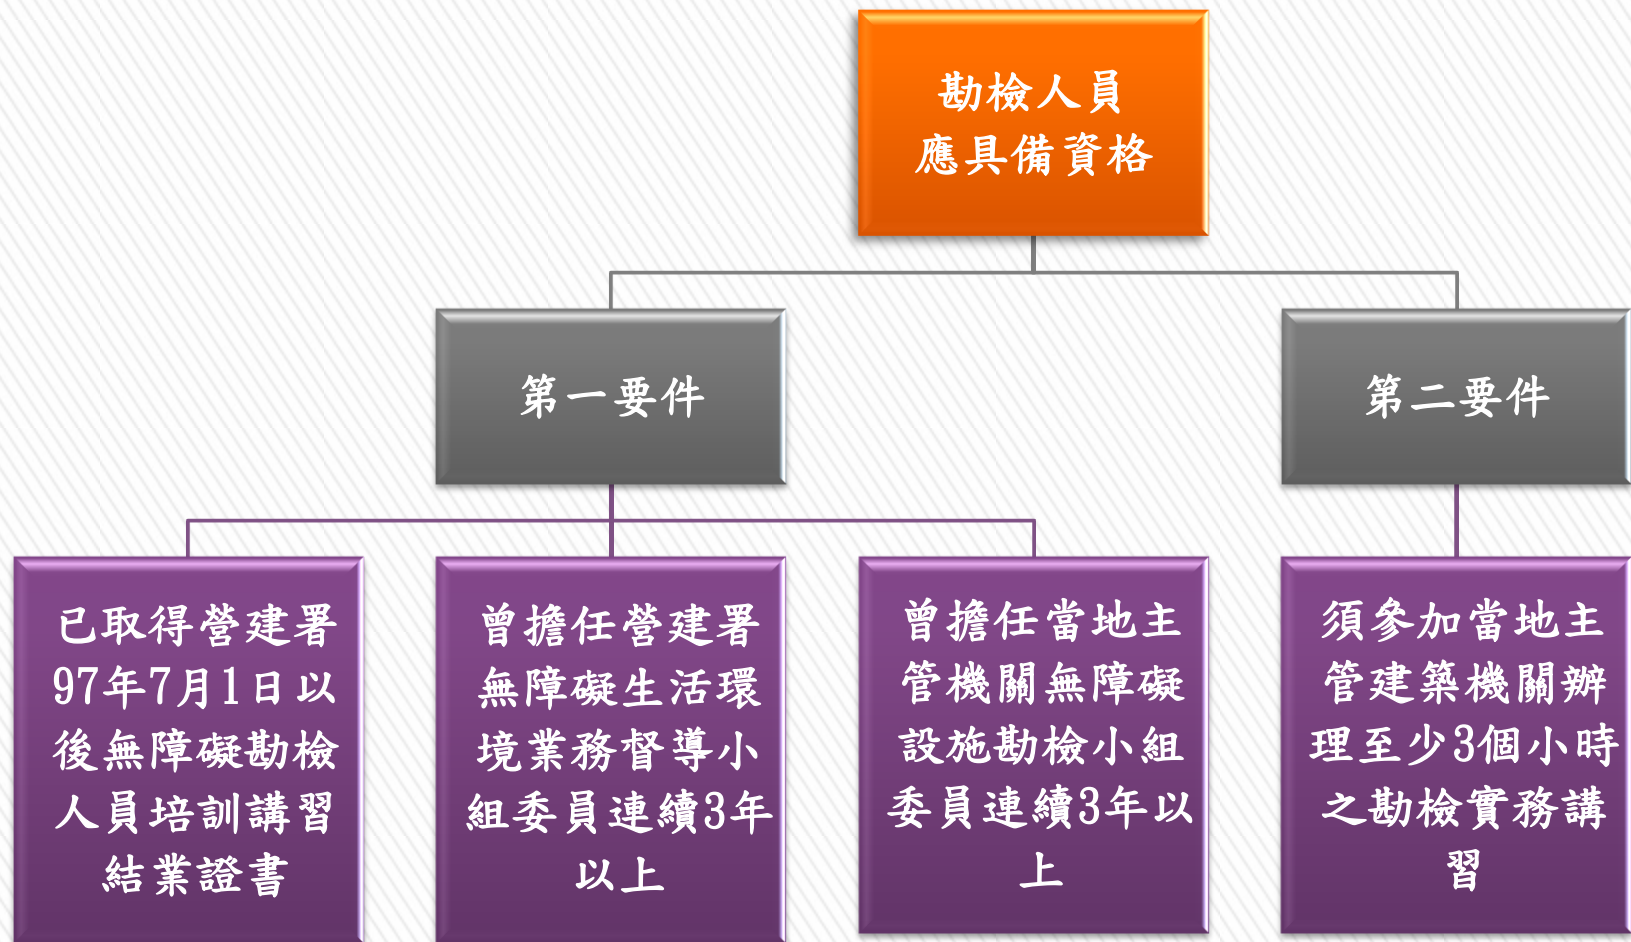 勘檢人員
應具備資格
第一要件
第二要件
已取得營建署
97年7月1日以
後無障礙勘檢
人員培訓講習
結業證書
曾擔任營建署
無障礙生活環
境業務督導小
組委員連續3年
以上
曾擔任當地主
管機關無障礙
設施勘檢小組
委員連續3年以
上
須參加當地主
管建築機關辦
理至少3個小時
之勘檢實務講
習